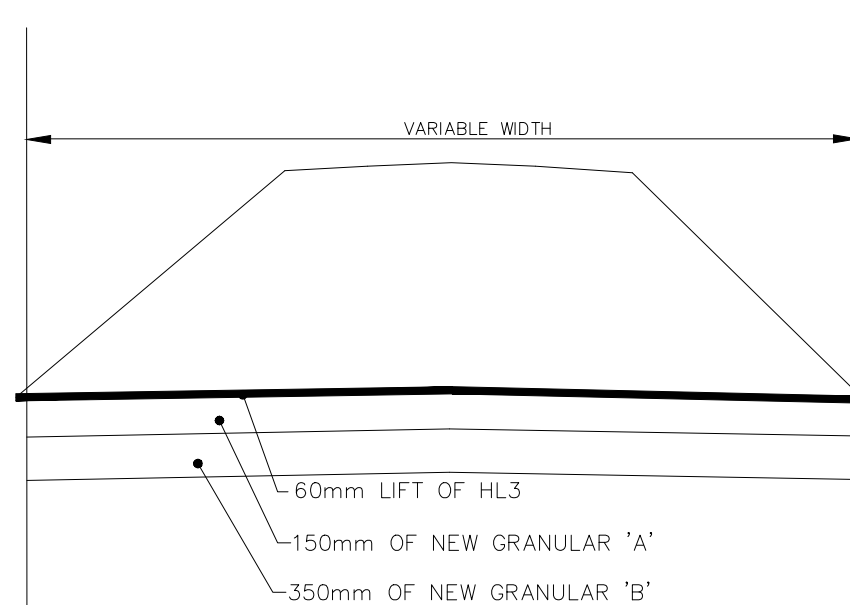 VARIABLE WIDTH
60mm LIFT OF HL3
150mm OF NEW GRANULAR 'A'
350mm OF NEW GRANULAR 'B'